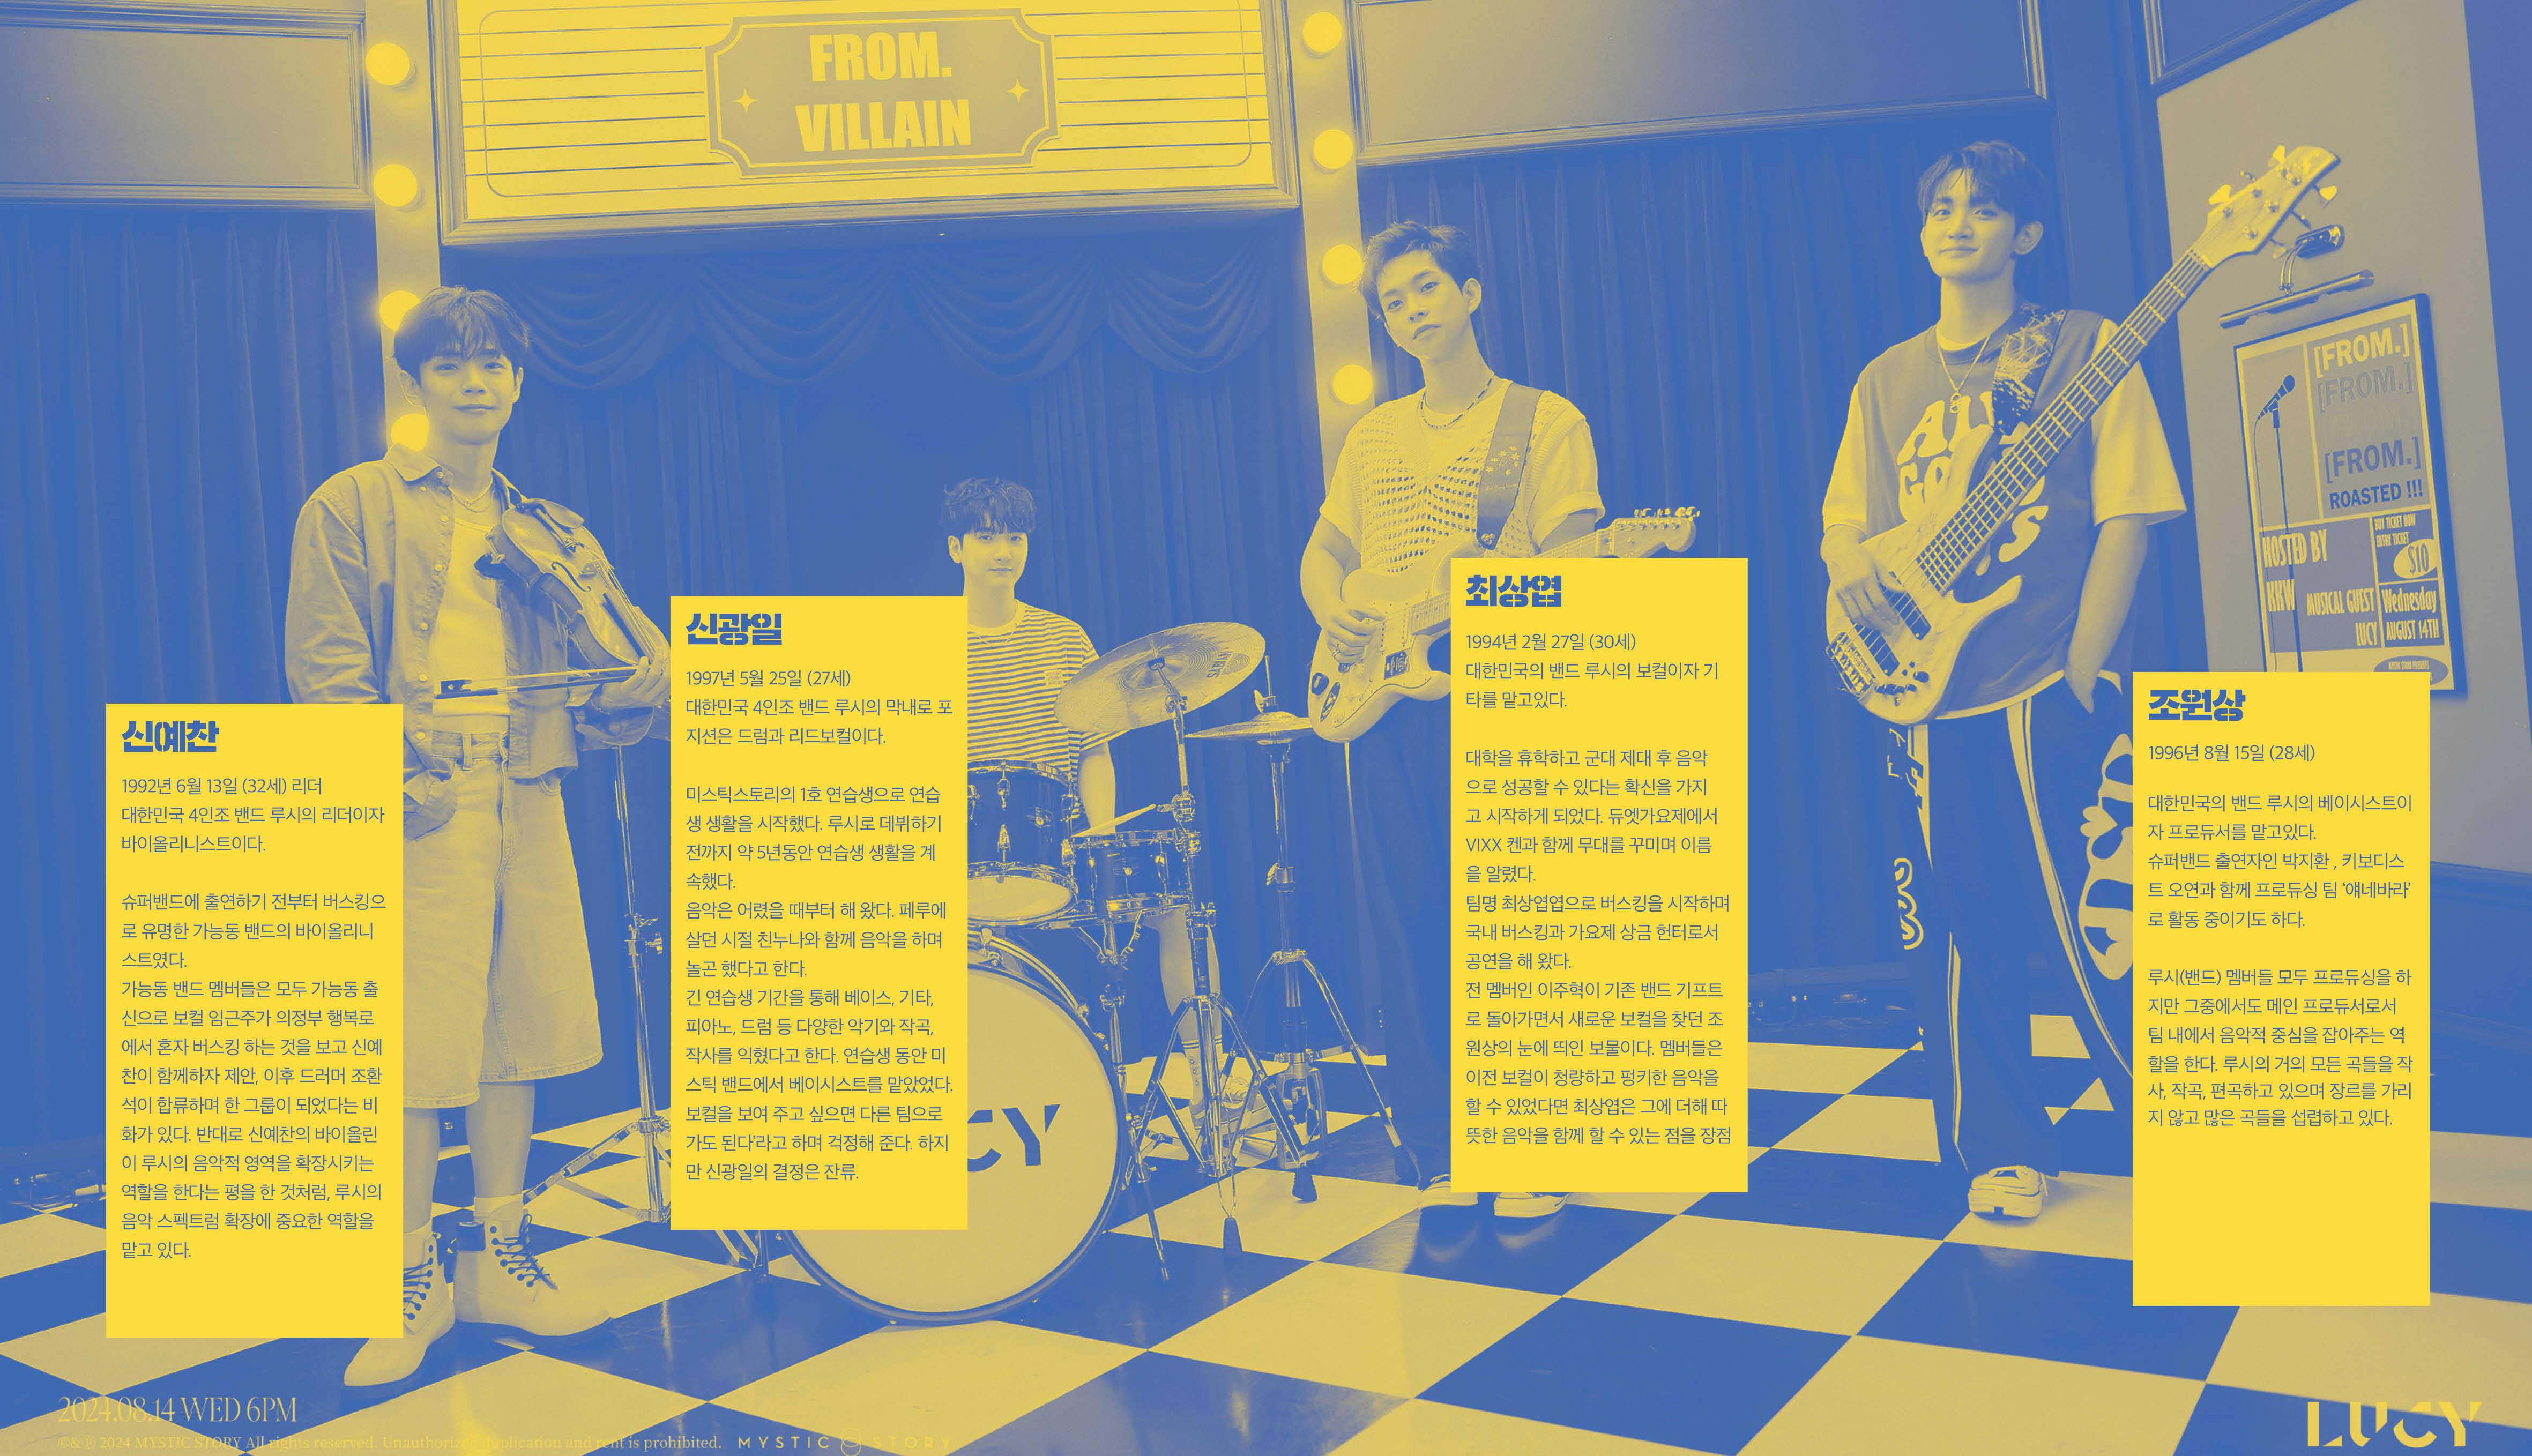 FROM.
VILLAIN
[FROM.]
[FROM.]
[FROM.]
ROASTED !!!
HOSTED BY
KKW
BUY TICKET NOW
ENTRY TICKET
$10
MUSICAL GUEST
LUCY
Wednesday
AUGUST 14TH
MYSTIC STORY PRESENTS
신예찬
1992년 6월 13일 (32세) 리더
대한민국 4인조 밴드 루시의 리더이자
바이올리니스트이다.
슈퍼밴드에 출연하기 전부터 버스킹으
로 유명한 가능동 밴드의 바이올리니
스트였다.
가능동 밴드 멤버들은 모두 가능동 출
신으로 보컬 임근주가 의정부 행복로
에서 혼자 버스킹 하는 것을 보고 신예
찬이 함께하자 제안, 이후 드러머 조환
석이 합류하며 한 그룹이 되었다는 비
화가 있다. 반대로 신예찬의 바이올린
이 루시의 음악적 영역을 확장시키는
역할을 한다는 평을 한 것처럼, 루시의
음악 스펙트럼 확장에 중요한 역할을
맡고 있다.
신광일
1997년 5월 25일 (27세)
대한민국 4인조 밴드 루시의 막내로 포
지션은 드럼과 리드보컬이다.
미스틱스토리의 1호 연습생으로 연습
생 생활을 시작했다. 루시로 데뷔하기
전까지 약 5년동안 연습생 생활을 계
속했다.
음악은 어렸을 때부터 해 왔다. 페루에
살던 시절 친누나와 함께 음악을 하며
놀곤 했다고 한다.
긴 연습생 기간을 통해 베이스, 기타,
피아노, 드럼 등 다양한 악기와 작곡,
작사를 익혔다고 한다. 연습생 동안 미
스틱 밴드에서 베이시스트를 맡았었다.
보컬을 보여 주고 싶으면 다른 팀으로
가도 된다'라고 하며 걱정해 준다. 하지
만 신광일의 결정은 잔류.
CY
최상엽
1994년 2월 27일 (30세)
대한민국의 밴드 루시의 보컬이자 기
타를 맡고있다.
대학을 휴학하고 군대 제대 후 음악
으로 성공할 수 있다는 확신을 가지
고 시작하게 되었다. 듀엣가요제에서
VIXX 켄과 함께 무대를 꾸미며 이름
을 알렸다.
팀명 최상엽엽으로 버스킹을 시작하며
국내 버스킹과 가요제 상금 헌터로서
공연을 해 왔다.
전 멤버인 이주혁이 기존 밴드 기프트
로 돌아가면서 새로운 보컬을 찾던 조
원상의 눈에 띄인 보물이다. 멤버들은
이전 보컬이 청량하고 펑키한 음악을
할 수 있었다면 최상엽은 그에 더해 따
뜻한 음악을 함께 할 수 있는 점을 장점
조원상
1996년 8월 15일 (28세)
대한민국의 밴드 루시의 베이시스트이
자 프로듀서를 맡고있다.
슈퍼밴드 출연자인 박지환 , 키보디스
트 오연과 함께 프로듀싱 팀 '얘네바라'
로 활동 중이기도 하다.
루시(밴드) 멤버들 모두 프로듀싱을 하
지만 그중에서도 메인 프로듀서로서
팀 내에서 음악적 중심을 잡아주는 역
할을 한다. 루시의 거의 모든 곡들을 작
사, 작곡, 편곡하고 있으며 장르를 가리
지 않고 많은 곡들을 섭렵하고 있다.
2024.08.14 WED 6PM
©&℗ 2024 MYSTIC STORY All rights reserved. Unauthorized duplication and rent is prohibited. MYSTIC STORY
LUCY